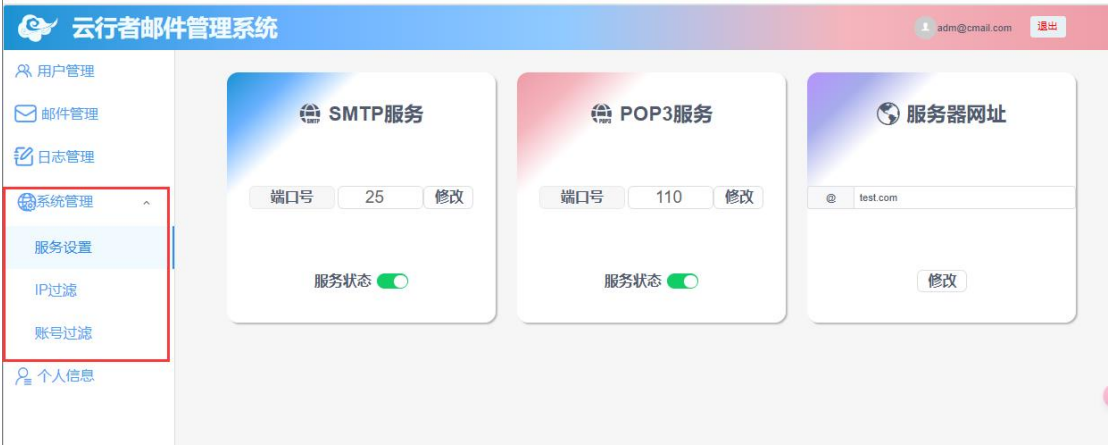 云行者邮件管理系统
adm@cmail.com 退出
用户管理
邮件管理
日志管理
系统管理
服务设置
IP过滤
账号过滤
个人信息
SMTP服务
端口号 25 修改
服务状态
POP3服务
端口号 110 修改
服务状态
服务器网址
@ test.com
修改